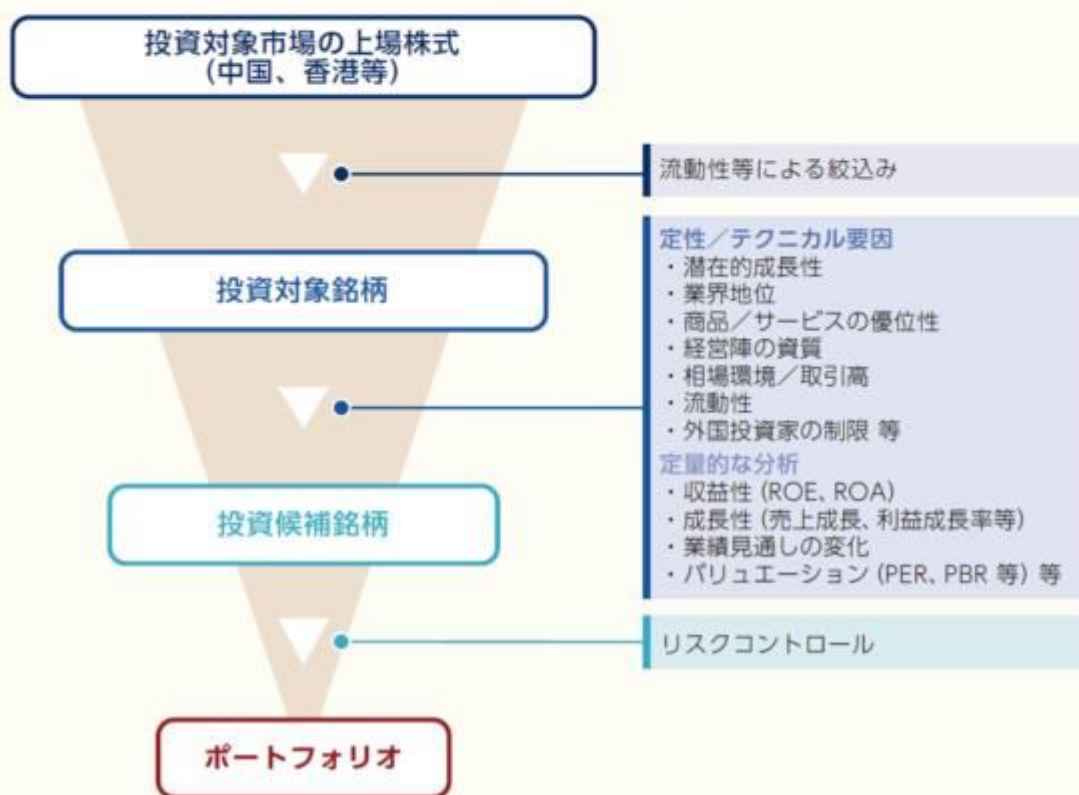 投資対象市場の上場株式
（中国、香港等）
流動性等による絞込み
投資対象銘柄
定性／テクニカル要因
・潜在的成長性
・業界地位
・商品／サービスの優位性
・経営陣の資質
・相場環境／取引高
・流動性
・外国投資家の制限 等
定量的な分析
・収益性（ROE、ROA）
・成長性（売上成長、利益成長率等）
・業績見通しの変化
・バリュエーション（PER、PBR 等）等
投資候補銘柄
リスクコントロール
ポートフォリオ